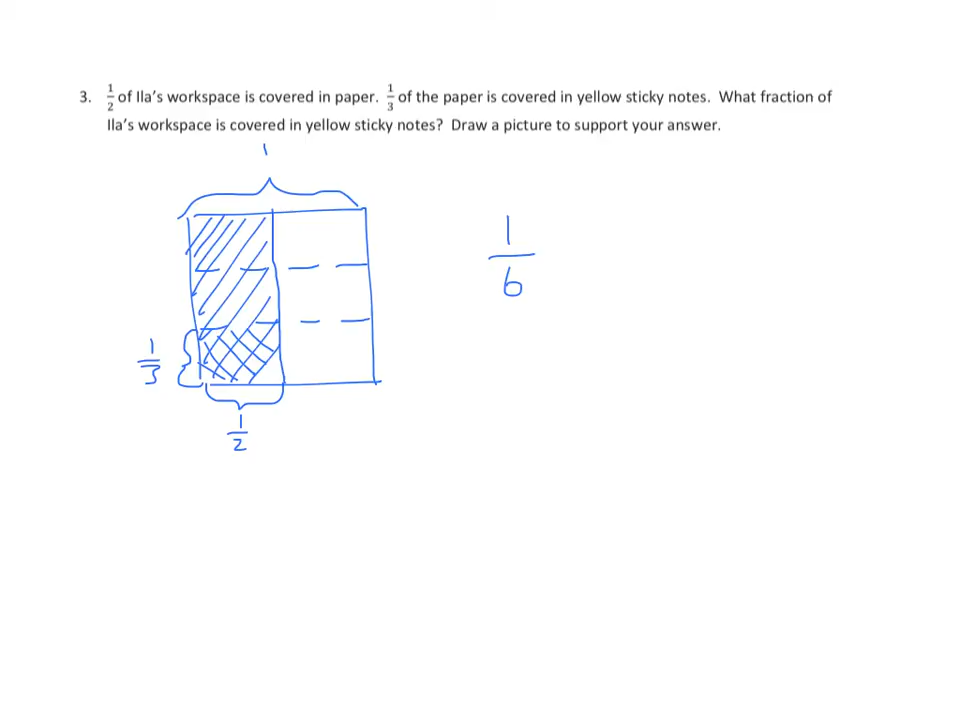 3. 1/2 of Ila's workspace is covered in paper. 1/3 of the paper is covered in yellow sticky notes. What fraction of
Ila's workspace is covered in yellow sticky notes? Draw a picture to support your answer.
1
1/6
1/3
1/2